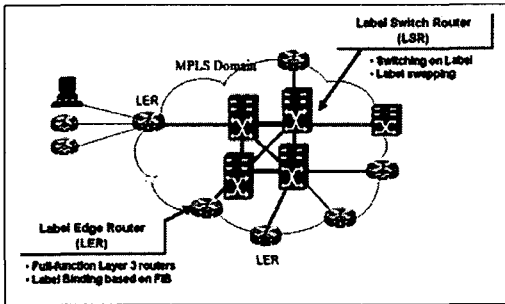 Label Switch Router
(LSR)
• Switching on Label
• Label swapping
MPLS Domain
LER
Label Edge Router
(LER)
• Full-function Layer 3 routers
• Label Binding based on FIB
LER